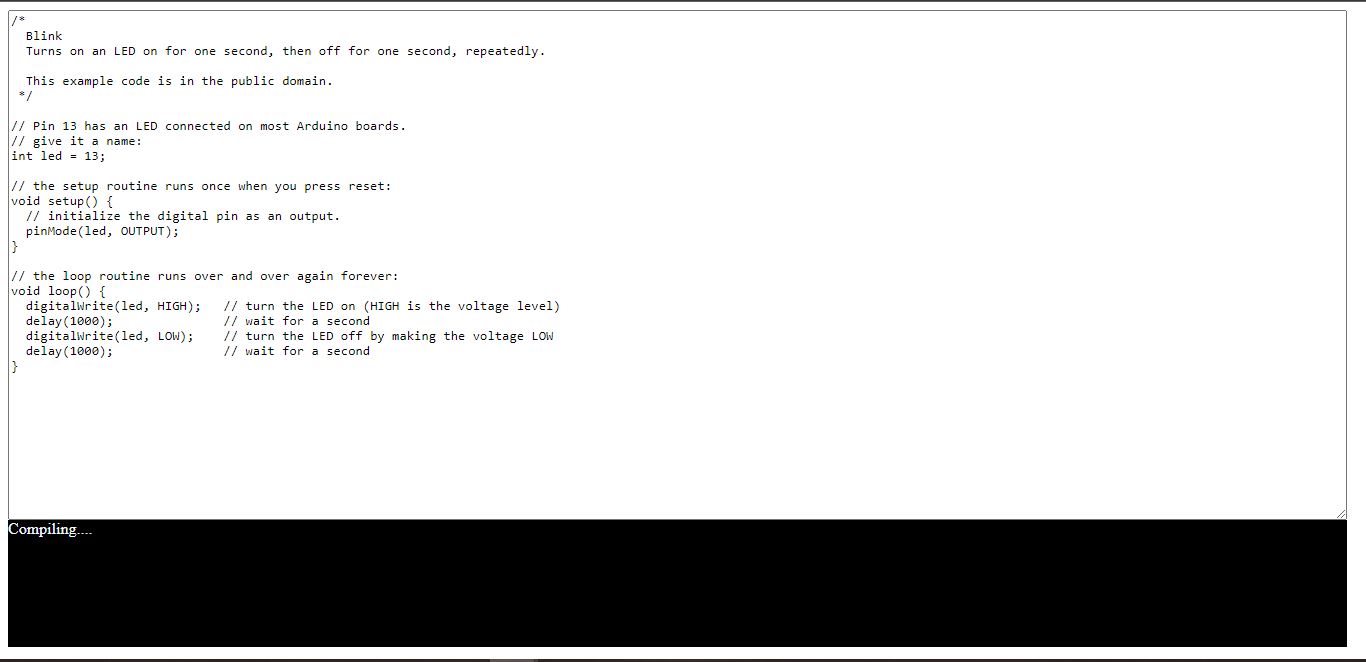 /*
  Blink
  Turns on an LED on for one second, then off for one second, repeatedly.

  This example code is in the public domain.
 */

// Pin 13 has an LED connected on most Arduino boards.
// give it a name:
int led = 13;

// the setup routine runs once when you press reset:
void setup() {
  // initialize the digital pin as an output.
  pinMode(led, OUTPUT);
}

// the loop routine runs over and over again forever:
void loop() {
  digitalWrite(led, HIGH);   // turn the LED on (HIGH is the voltage level)
  delay(1000);               // wait for a second
  digitalWrite(led, LOW);    // turn the LED off by making the voltage LOW
  delay(1000);               // wait for a second
}
Compiling....